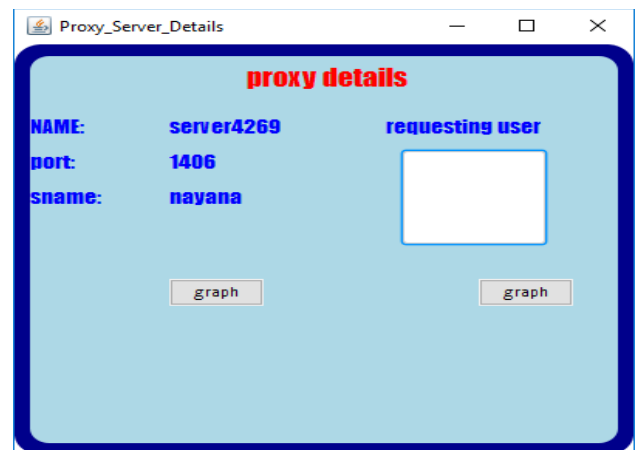 Proxy_Server_Details
proxy details
NAME: server4269 requesting user
port: 1406
sname: nayana
graph graph